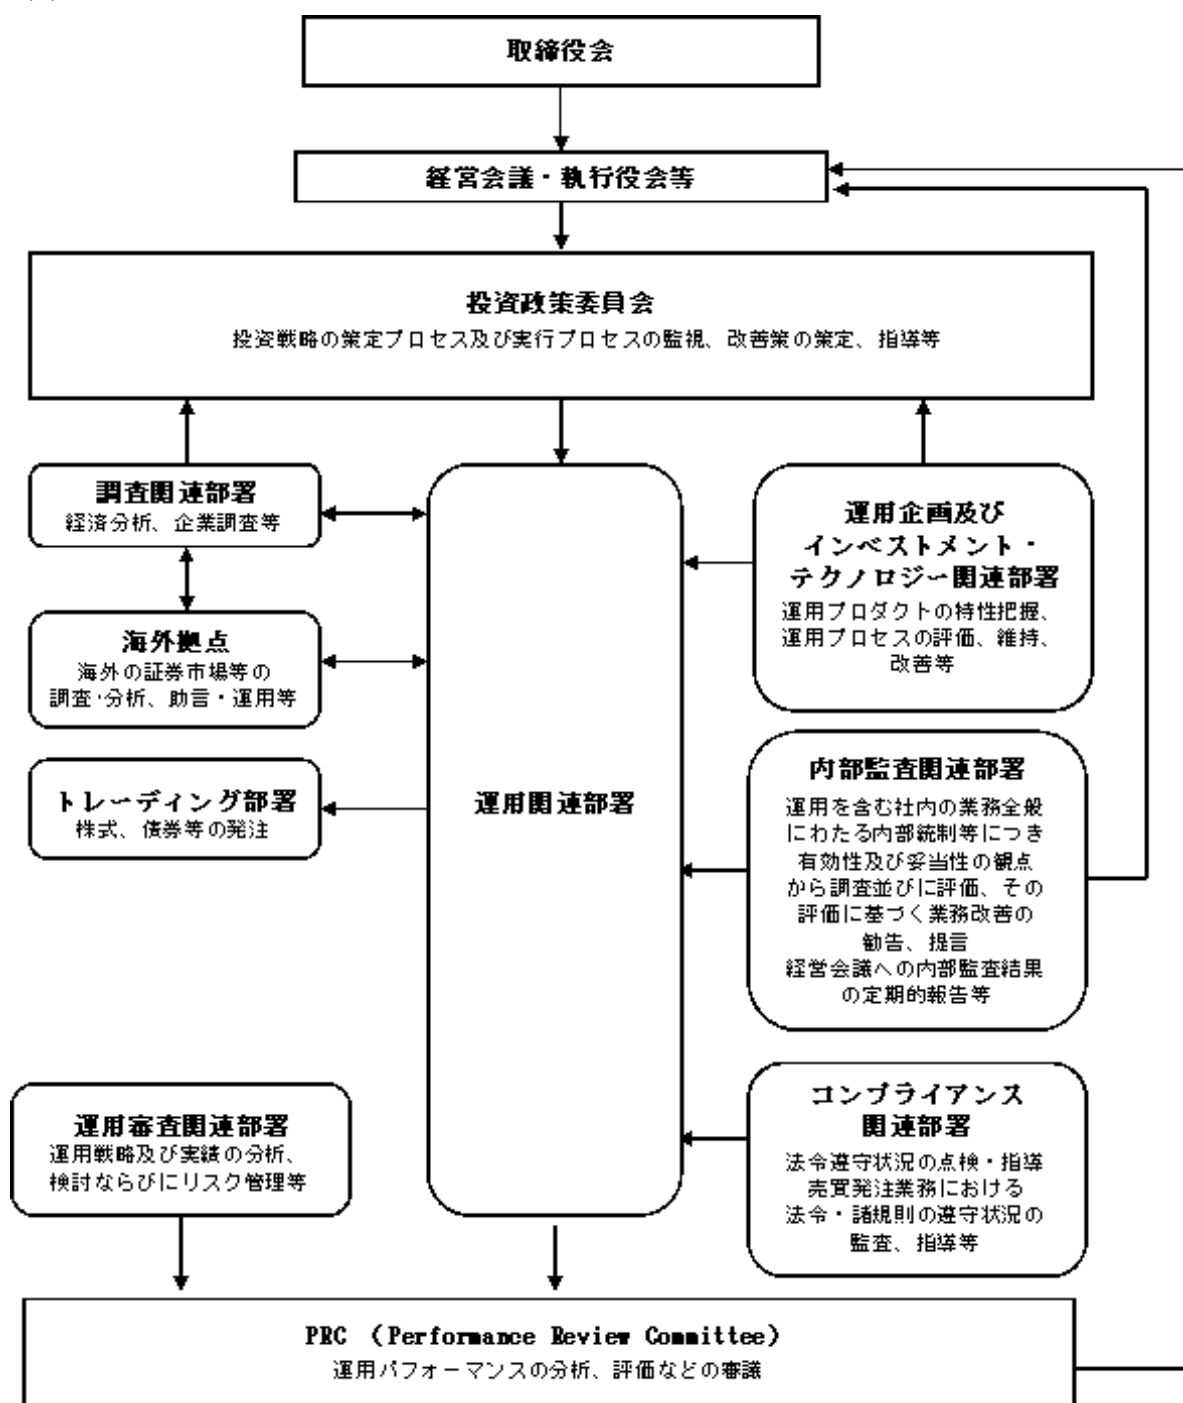 取締役会
経営会議・執行役会等
投資政策委員会
投資戦略の策定プロセス及び実行プロセスの監視、改善策の策定、指導等
調査関連部署
経済分析、企業調査等
海外拠点
海外の証券市場等の
調査・分析、助言・運用等
トレーディング部署
株式、債券等の発注
運用関連部署
運用企画及び
インベストメント・
テクノロジー関連部署
運用プロダクトの特性把握、
運用プロセスの評価、維持、
改善等
内部監査関連部署
運用を含む社内の業務全般
にわたる内部統制等につき
有効性及び妥当性の観点
から調査並びに評価、その
評価に基づく業務改善の
勧告、提言
経営会議への内部監査結果
の定期的報告等
コンプライアンス
関連部署
法令遵守状況の点検・指導
売買発注業務における
法令・諸規則の遵守状況の
監査、指導等
運用審査関連部署
運用戦略及び実績の分析、
検討ならびにリスク管理等
PRC （Performance Review Committee）
運用パフォーマンスの分析、評価などの審議